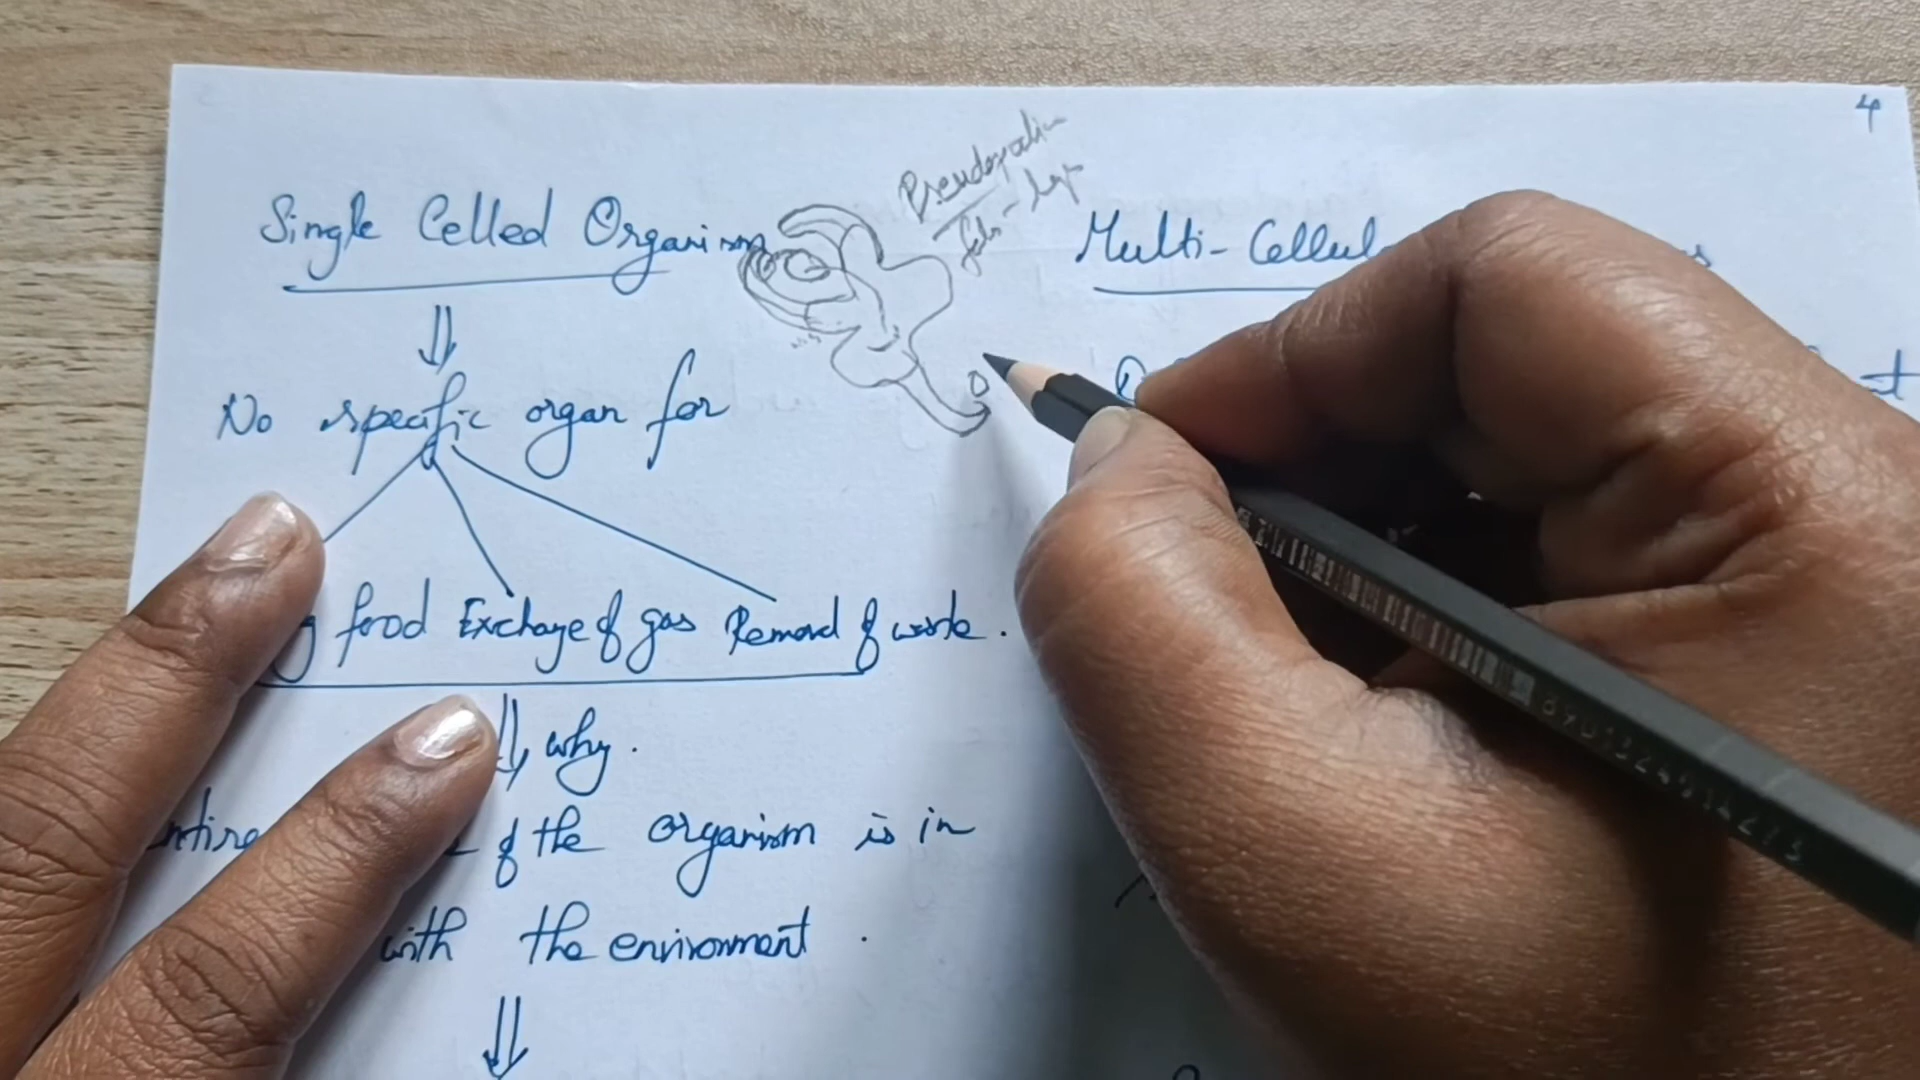 4
Pseudopodia
false-legs
Single Celled Organism
Multi-Cellul
No specific organ for
food Exchange of gas Removal of waste.
why.
of the organism is in
with the environment.